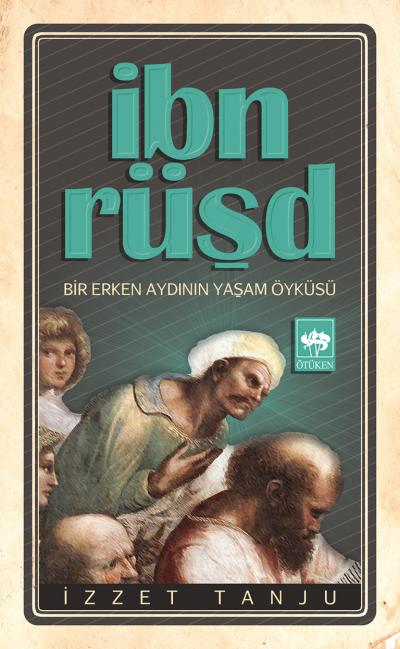 ibn
rüşd
BİR ERKEN AYDININ YAŞAM ÖYKÜSÜ
ÖTÜKEN
İZZET TANJU